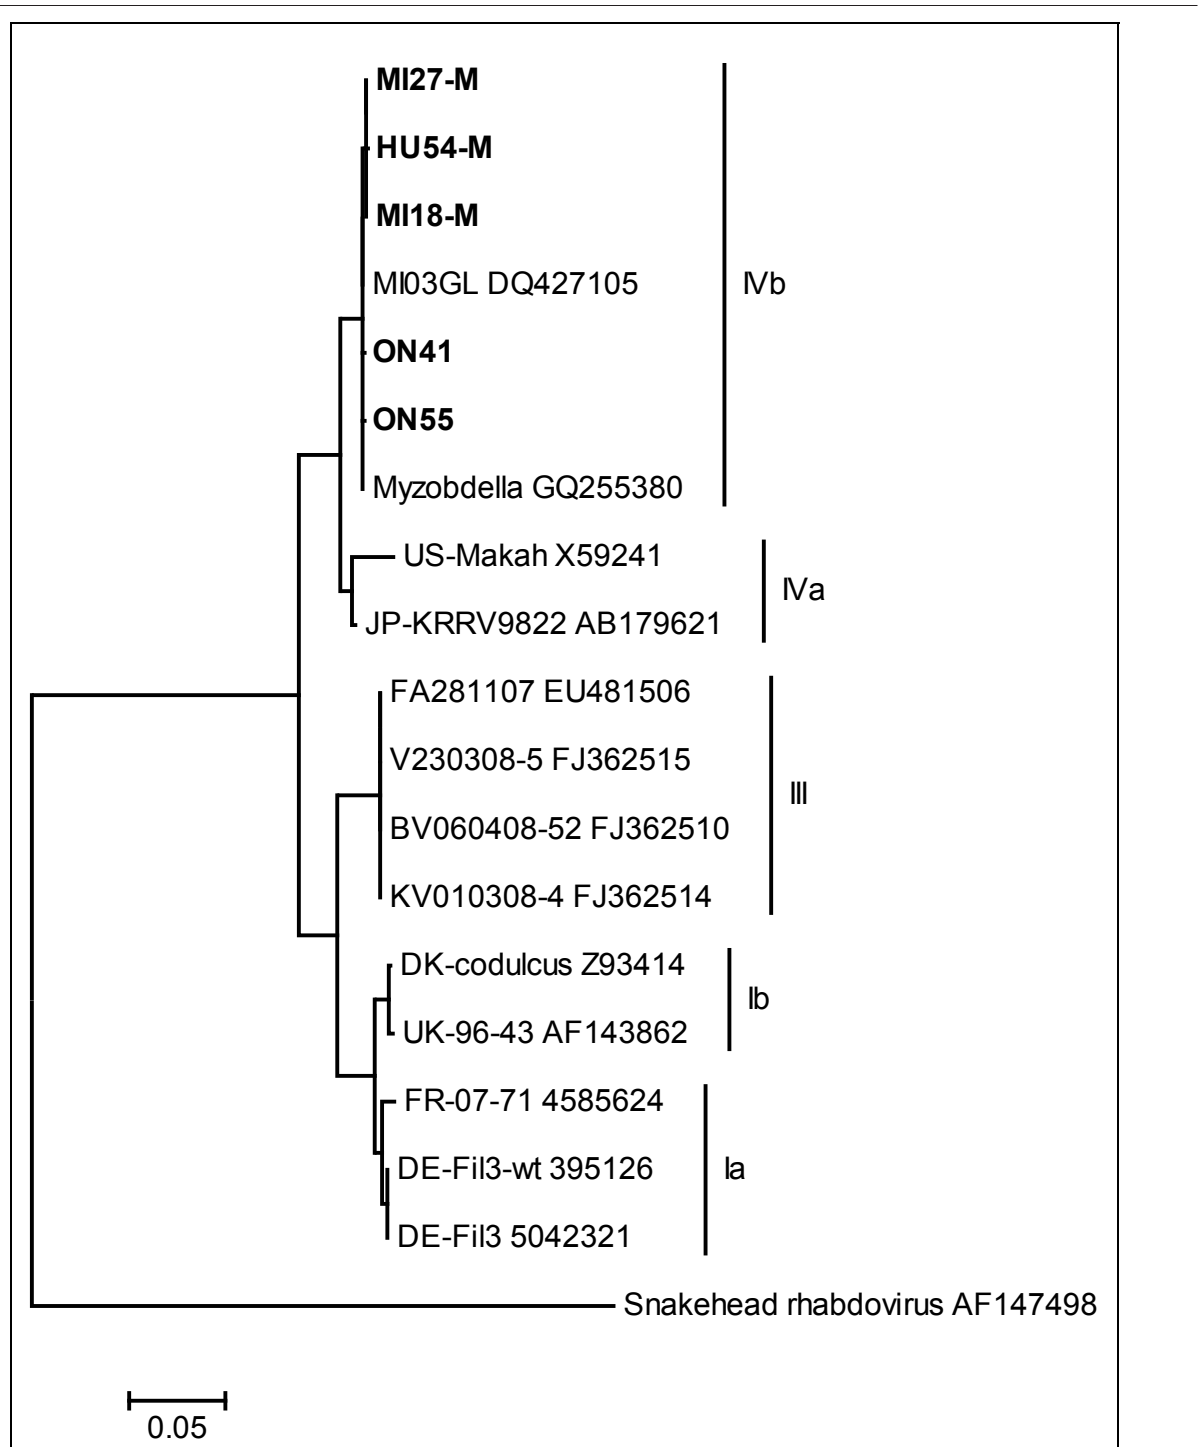 MI27-M
HU54-M
MI18-M
MI03GL DQ427105
IVb
ON41
ON55
Myzobdella GQ255380
US-Makah X59241
IVa
JP-KRRV9822 AB179621
FA281107 EU481506
V230308-5 FJ362515
III
BV060408-52 FJ362510
KV010308-4 FJ362514
DK-codulcus Z93414
Ib
UK-96-43 AF143862
FR-07-71 4585624
DE-Fil3-wt 395126
Ia
DE-Fil3 5042321
Snakehead rhabdovirus AF147498
0.05